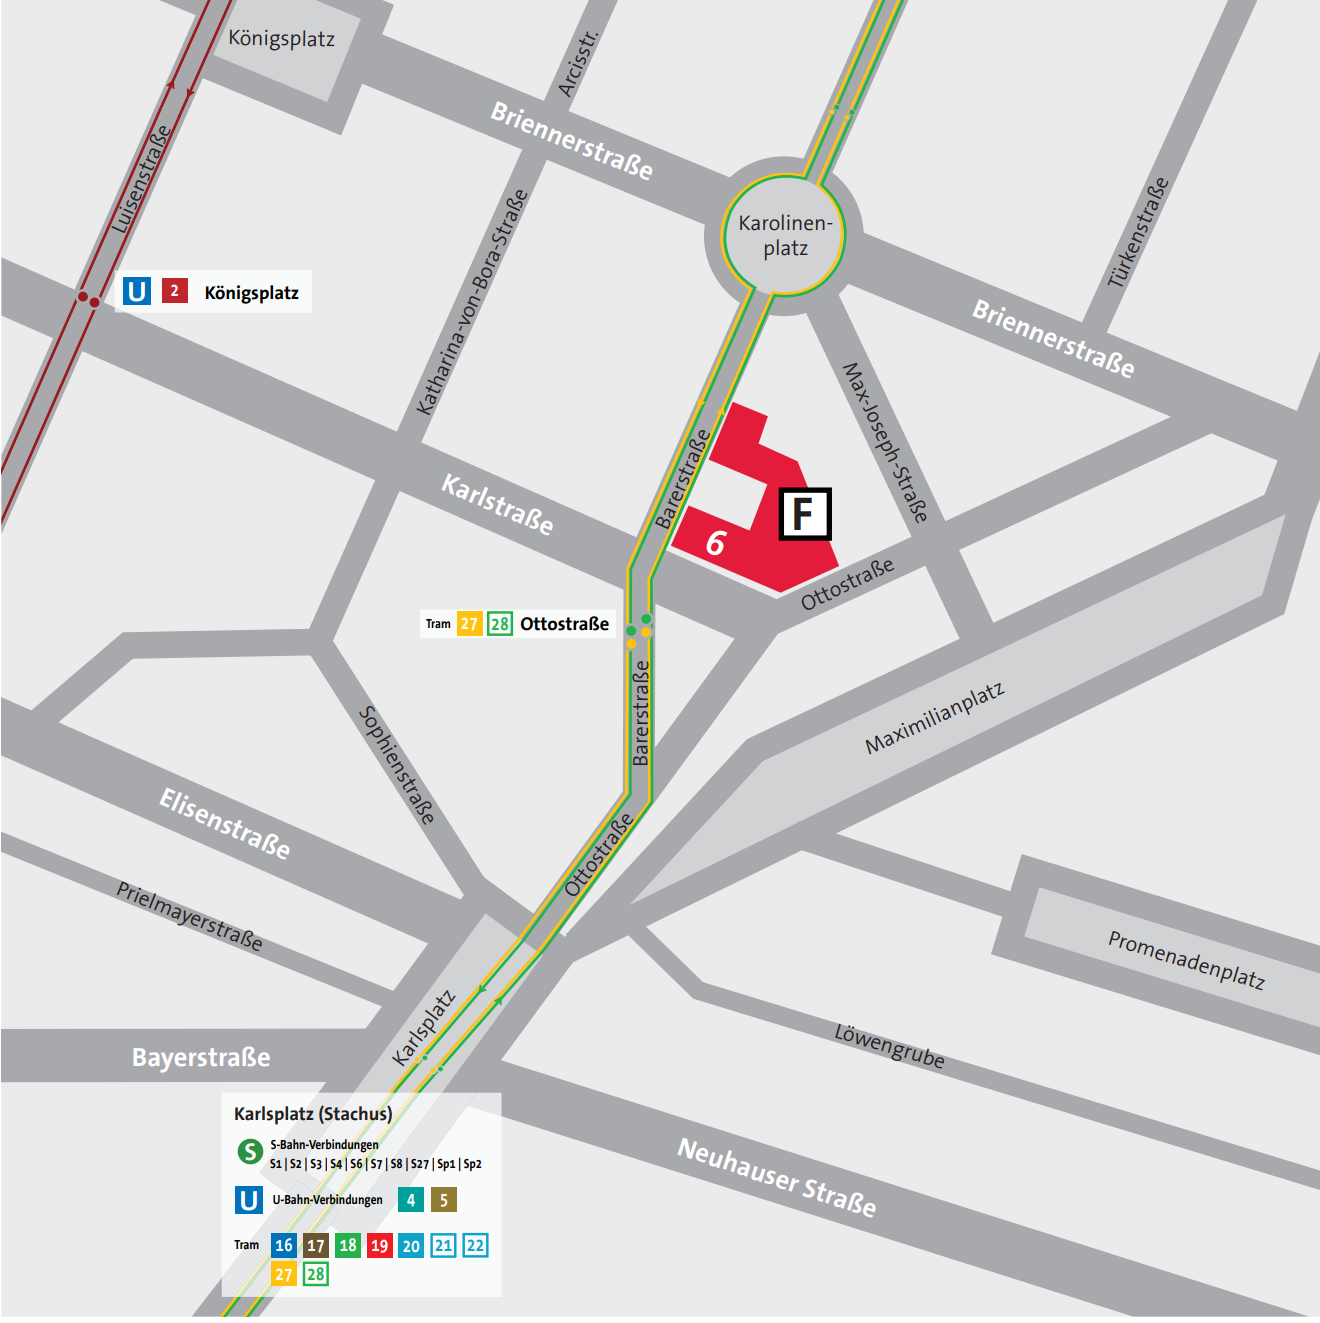 Königsplatz
Arcisstr.
Briennerstraße
Luisenstraße
Karolinen-
platz
Türkenstraße
Katharina-von-Bora-Straße
U 2 Königsplatz
Briennerstraße
Max-Joseph-Straße
Barerstraße
Karlstraße
F
6
Ottostraße
Tram 27 28 Ottostraße
Barerstraße
Maximilianplatz
Sophienstraße
Elisenstraße
Ottostraße
Prielmayerstraße
Promenadenplatz
Karlsplatz
Löwengrube
Bayerstraße
Neuhauser Straße
Karlsplatz (Stachus)
S S-Bahn-Verbindungen
S1 | S2 | S3 | S4 | S6 | S7 | S8 | S27 | Sp1 | Sp2
U U-Bahn-Verbindungen 4 5
Tram 16 17 18 19 20 21 22
27 28